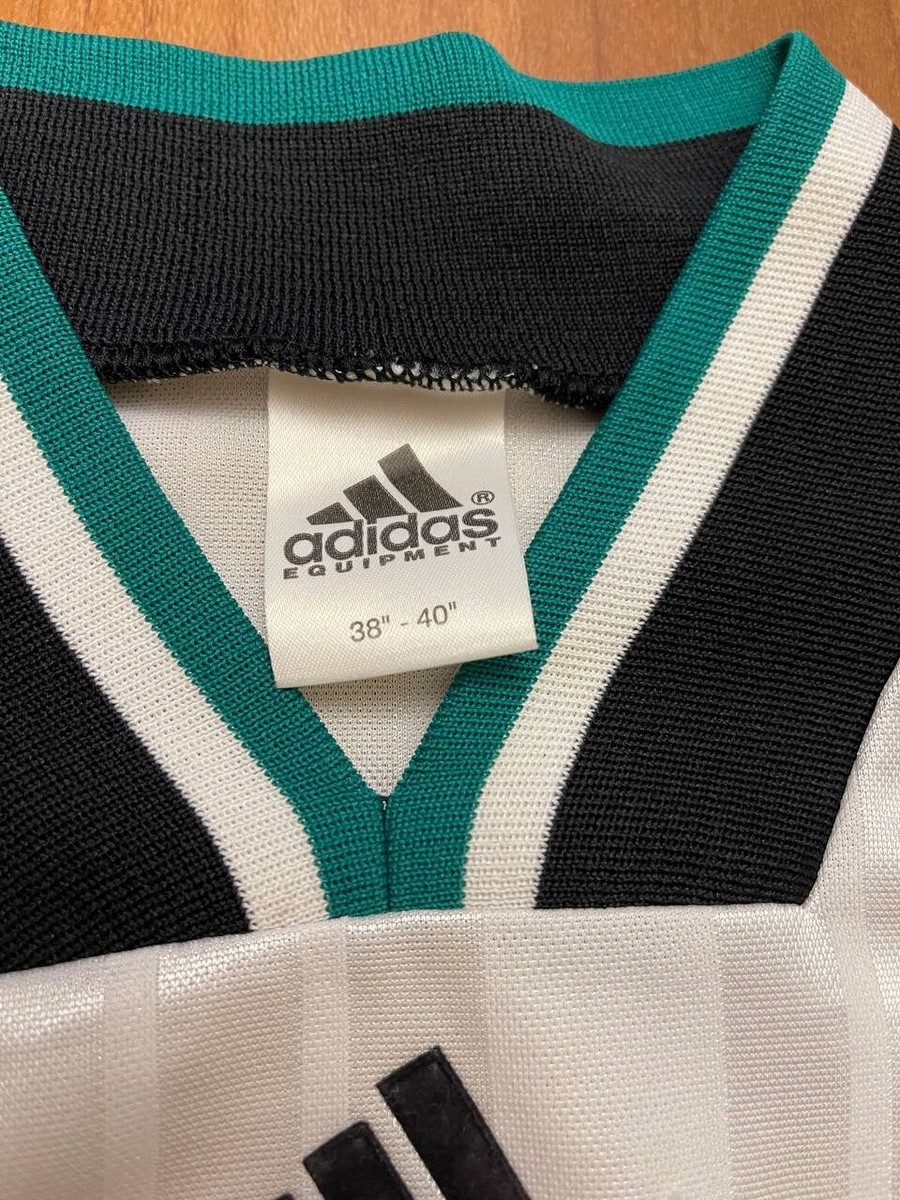 adidas®
EQUIPMENT
38" - 40"